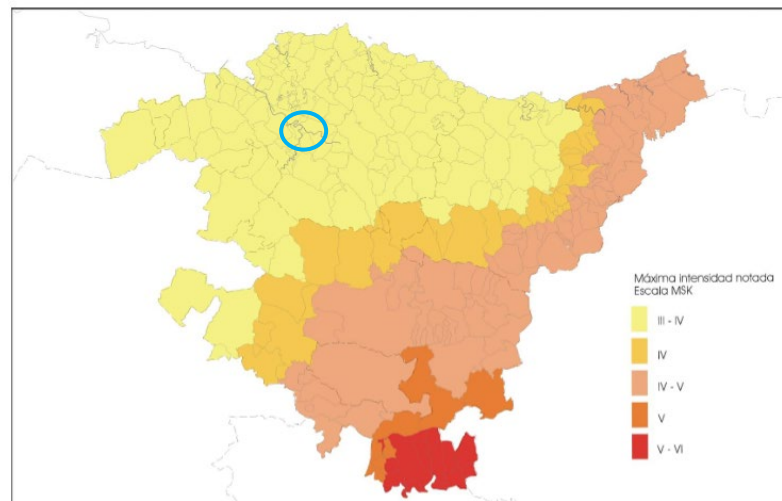 Máxima intensidad notada
Escala MSK
III - IV
IV
IV - V
V
V - VI